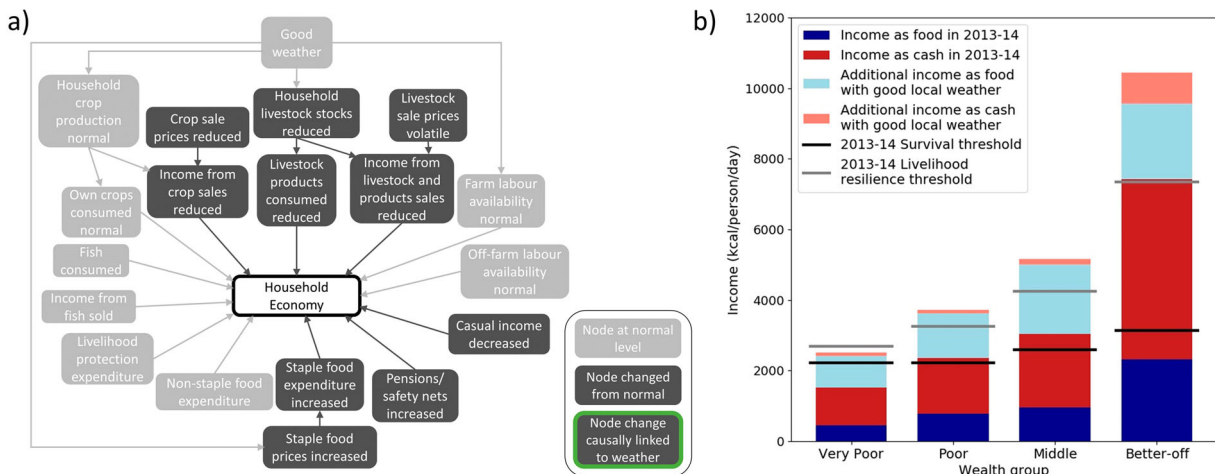 a)
Good
weather
Household
crop
production
normal
Crop sale
prices reduced
Household
livestock stocks
reduced
Livestock
sale prices
volatile
Own crops
consumed
normal
Income from
crop sales
reduced
Livestock
products
consumed
reduced
Income from
livestock and
products sales
reduced
Farm labour
availability
normal
Fish
consumed
Off-farm labour
availability
normal
Household
Economy
Income from
fish sold
Livelihood
protection
expenditure
Non-staple food
expenditure
Staple food
expenditure
increased
Pensions/
safety nets
increased
Casual income
decreased
Staple food
prices increased
Node at normal
level
Node changed
from normal
Node change
causally linked
to weather
b)
12000
10000
8000
6000
4000
2000
0
Income (kcal/person/day)
Income as food in 2013-14
Income as cash in 2013-14
Additional income as food
with good local weather
Additional income as cash
with good local weather
2013-14 Survival threshold
2013-14 Livelihood
resilience threshold
Very Poor
Poor
Middle
Better-off
Wealth group